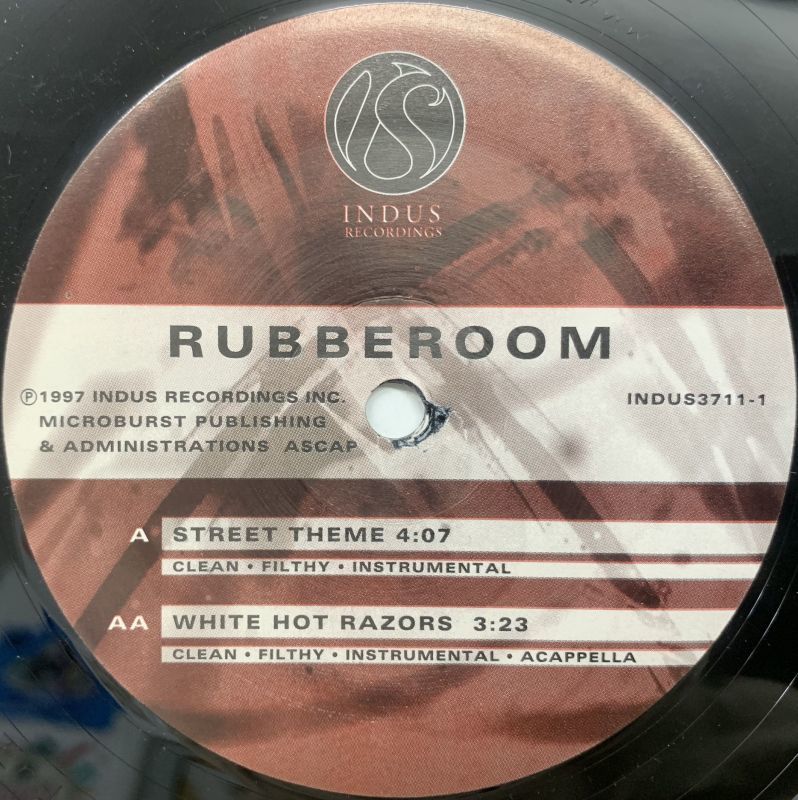 INDUS
RECORDINGS
RUBBEROOM
℗1997 INDUS RECORDINGS INC.
INDUS3711-1
MICROBURST PUBLISHING
& ADMINISTRATIONS ASCAP
A STREET THEME 4:07
CLEAN • FILTHY • INSTRUMENTAL
AA WHITE HOT RAZORS 3:23
CLEAN • FILTHY • INSTRUMENTAL • ACAPPELLA